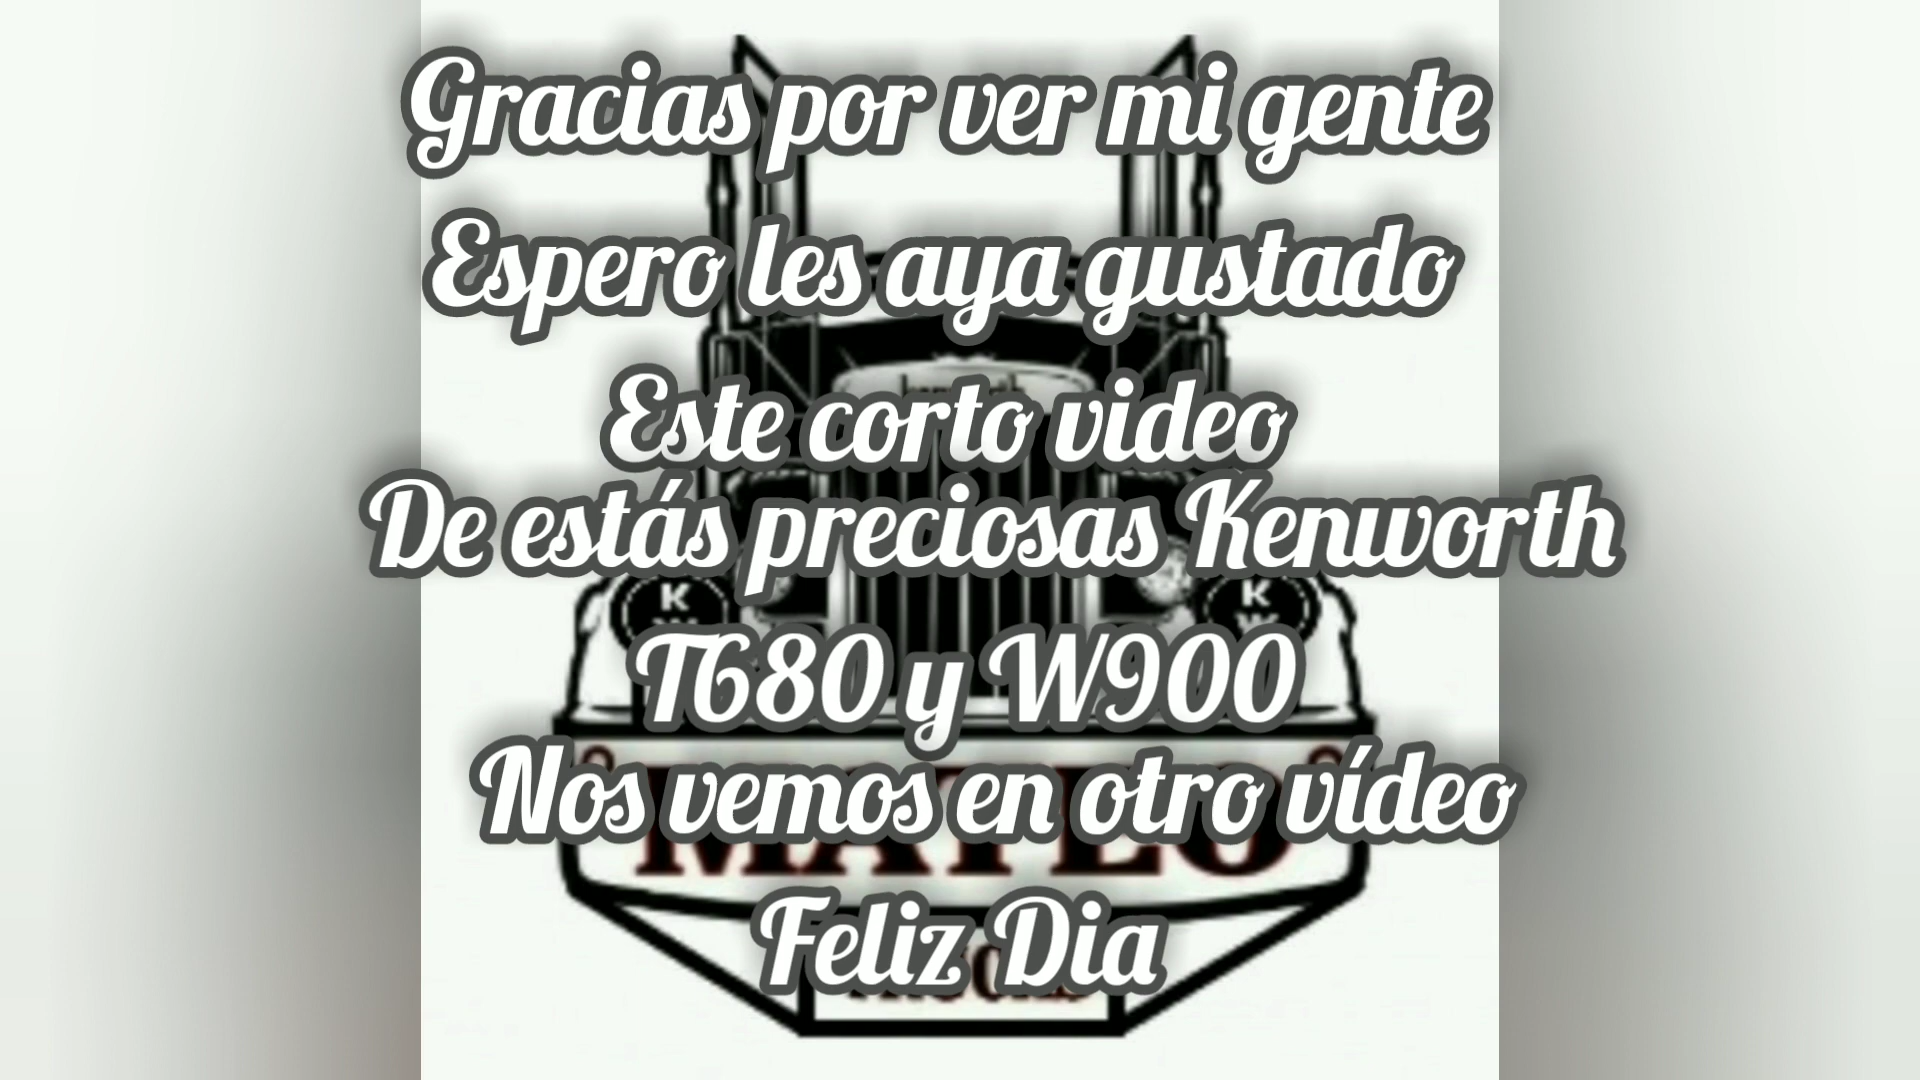 Gracias por ver mi gente
Espero les aya gustado
Este corto video
De estás preciosas Kenworth
K
K
T680 y W900
Nos vemos en otro vídeo
MATEO
Feliz Dia